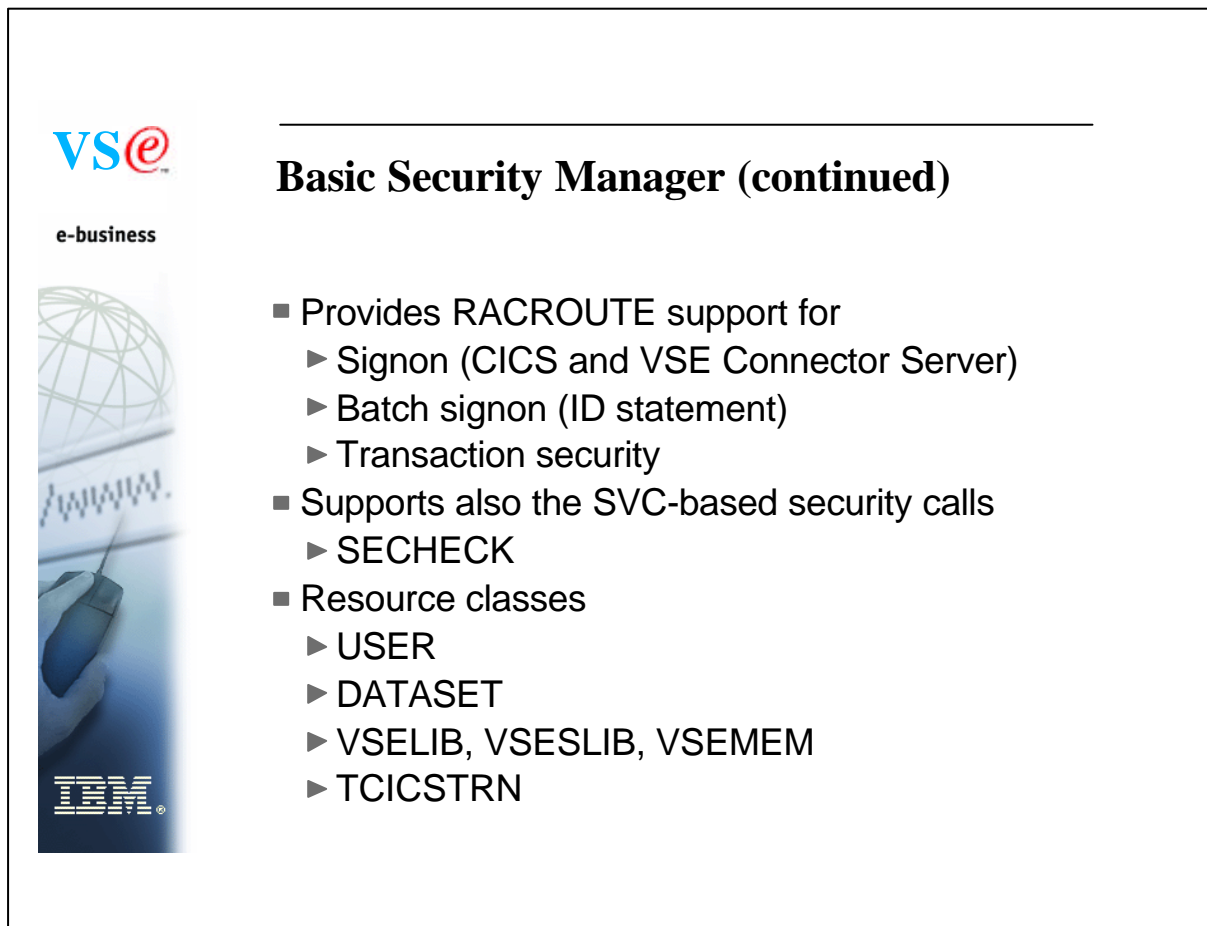 VSe™
e-business
/WWW.
IBM®
Basic Security Manager (continued)
Provides RACROUTE support for
Signon (CICS and VSE Connector Server)
Batch signon (ID statement)
Transaction security
Supports also the SVC-based security calls
SECHECK
Resource classes
USER
DATASET
VSELIB, VSESLIB, VSEMEM
TCICSTRN